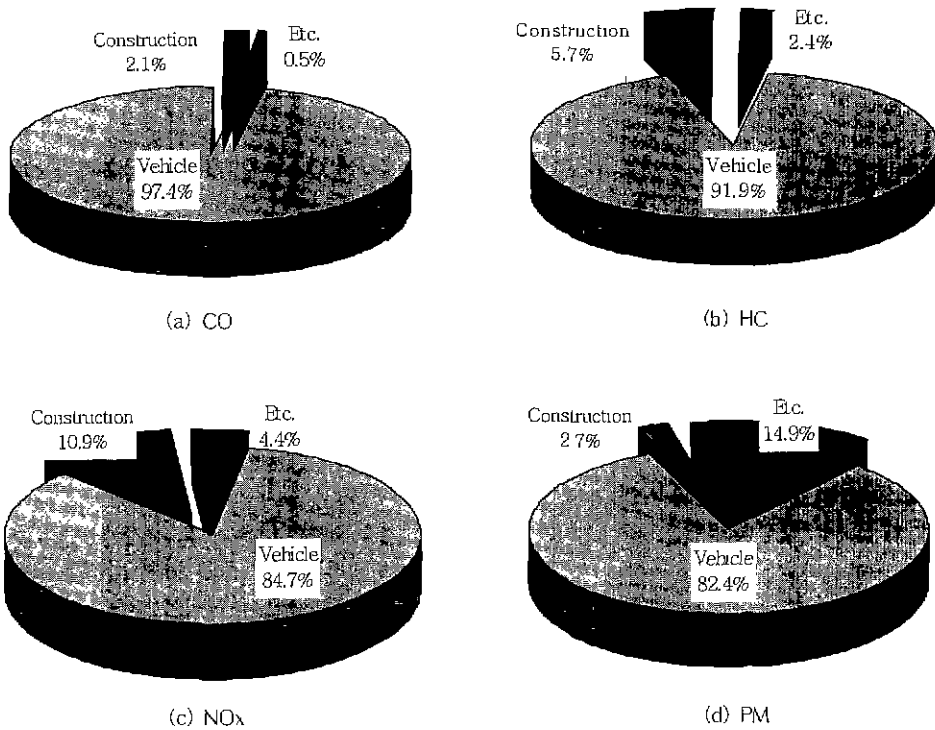 Construction
2.1%
Etc.
0.5%
Vehicle
97.4%
(a) CO
Construction
5.7%
2.4%
Etc.
Vehicle
91.9%
(b) HC
Construction
10.9%
Etc.
4.4%
Vehicle
84.7%
(c) NOx
Construction
2.7%
Etc.
14.9%
Vehicle
82.4%
(d) PM